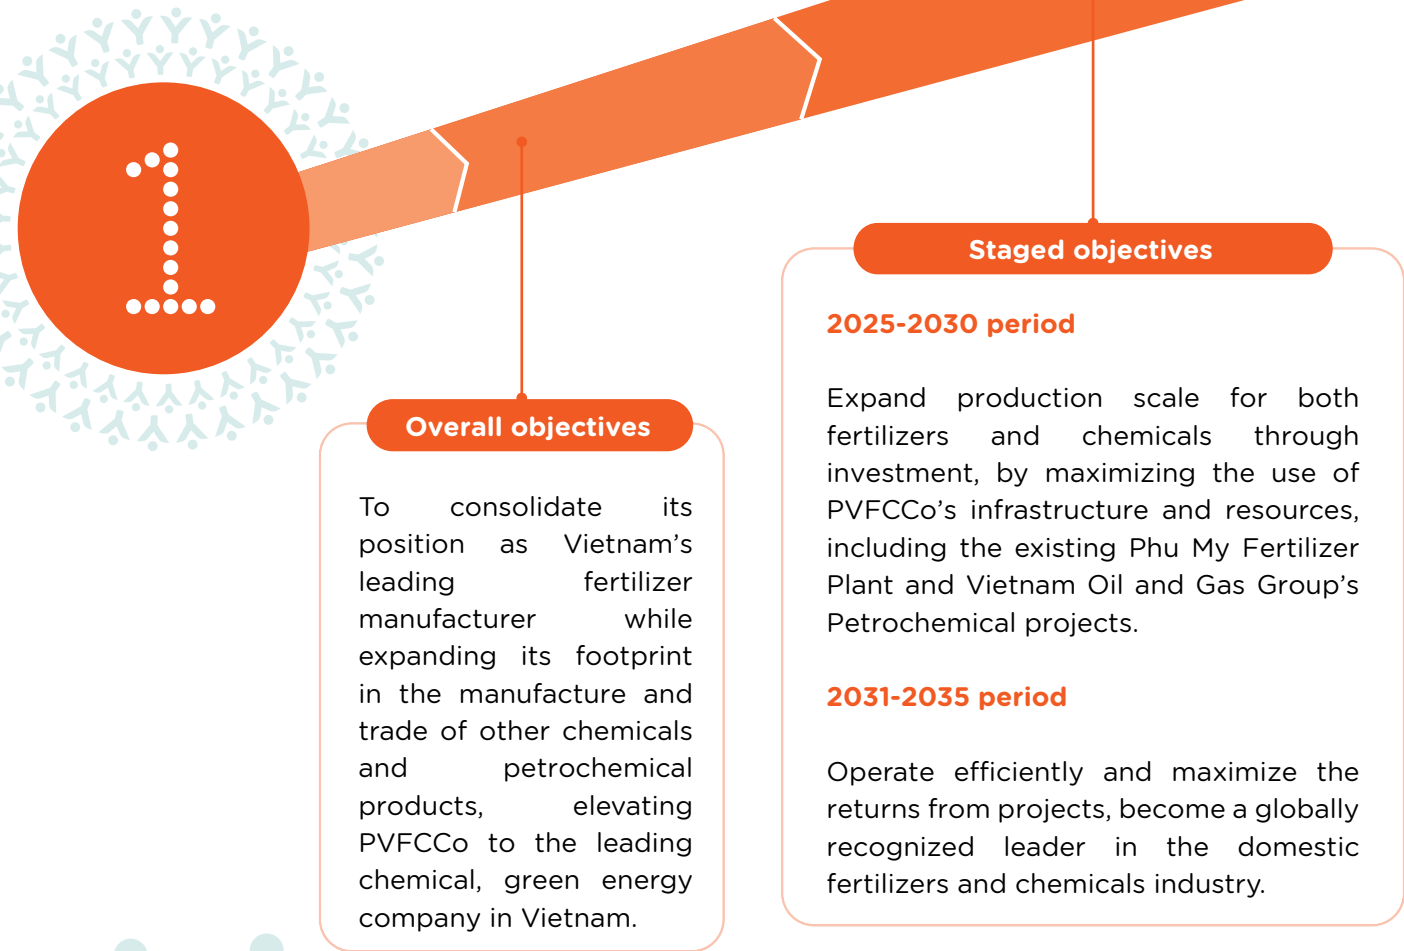 1
Overall objectives
To consolidate its
position as Vietnam’s
leading fertilizer
manufacturer while
expanding its footprint
in the manufacture and
trade of other chemicals
and petrochemical
products, elevating
PVFCCo to the leading
chemical, green energy
company in Vietnam.
Staged objectives
2025-2030 period
Expand production scale for both
fertilizers and chemicals through
investment, by maximizing the use of
PVFCCo’s infrastructure and resources,
including the existing Phu My Fertilizer
Plant and Vietnam Oil and Gas Group’s
Petrochemical projects.
2031-2035 period
Operate efficiently and maximize the
returns from projects, become a globally
recognized leader in the domestic
fertilizers and chemicals industry.